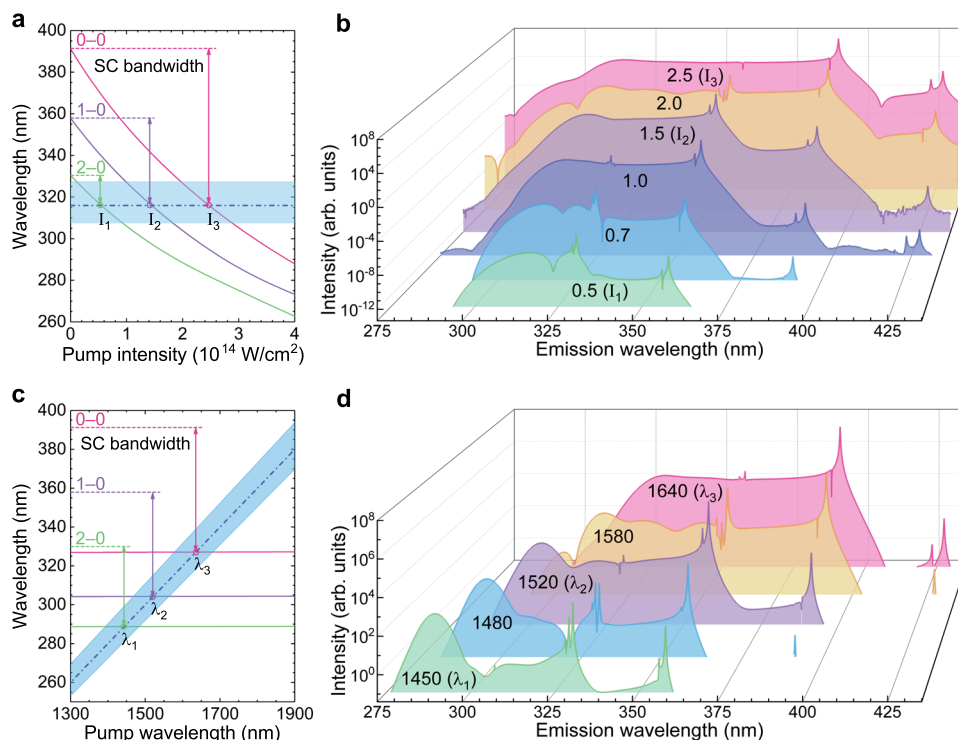 a
400
380
360
340
320
300
280
260
Wavelength (nm)
0–0
SC bandwidth
1–0
2–0
I1
I2
I3
0 1 2 3 4
Pump intensity (10^14 W/cm^2)
b
10^8
10^4
10^0
10^-4
10^-8
10^-12
Intensity (arb. units)
2.5 (I3)
2.0
1.5 (I2)
1.0
0.7
0.5 (I1)
275 300 325 350 375 400 425
Emission wavelength (nm)
c
400
380
360
340
320
300
280
260
Wavelength (nm)
0–0
SC bandwidth
1–0
2–0
λ1
λ2
λ3
1300 1500 1700 1900
Pump wavelength (nm)
d
10^8
10^6
10^4
10^2
10^0
Intensity (arb. units)
1640 (λ3)
1580
1520 (λ2)
1480
1450 (λ1)
275 300 325 350 375 400 425
Emission wavelength (nm)